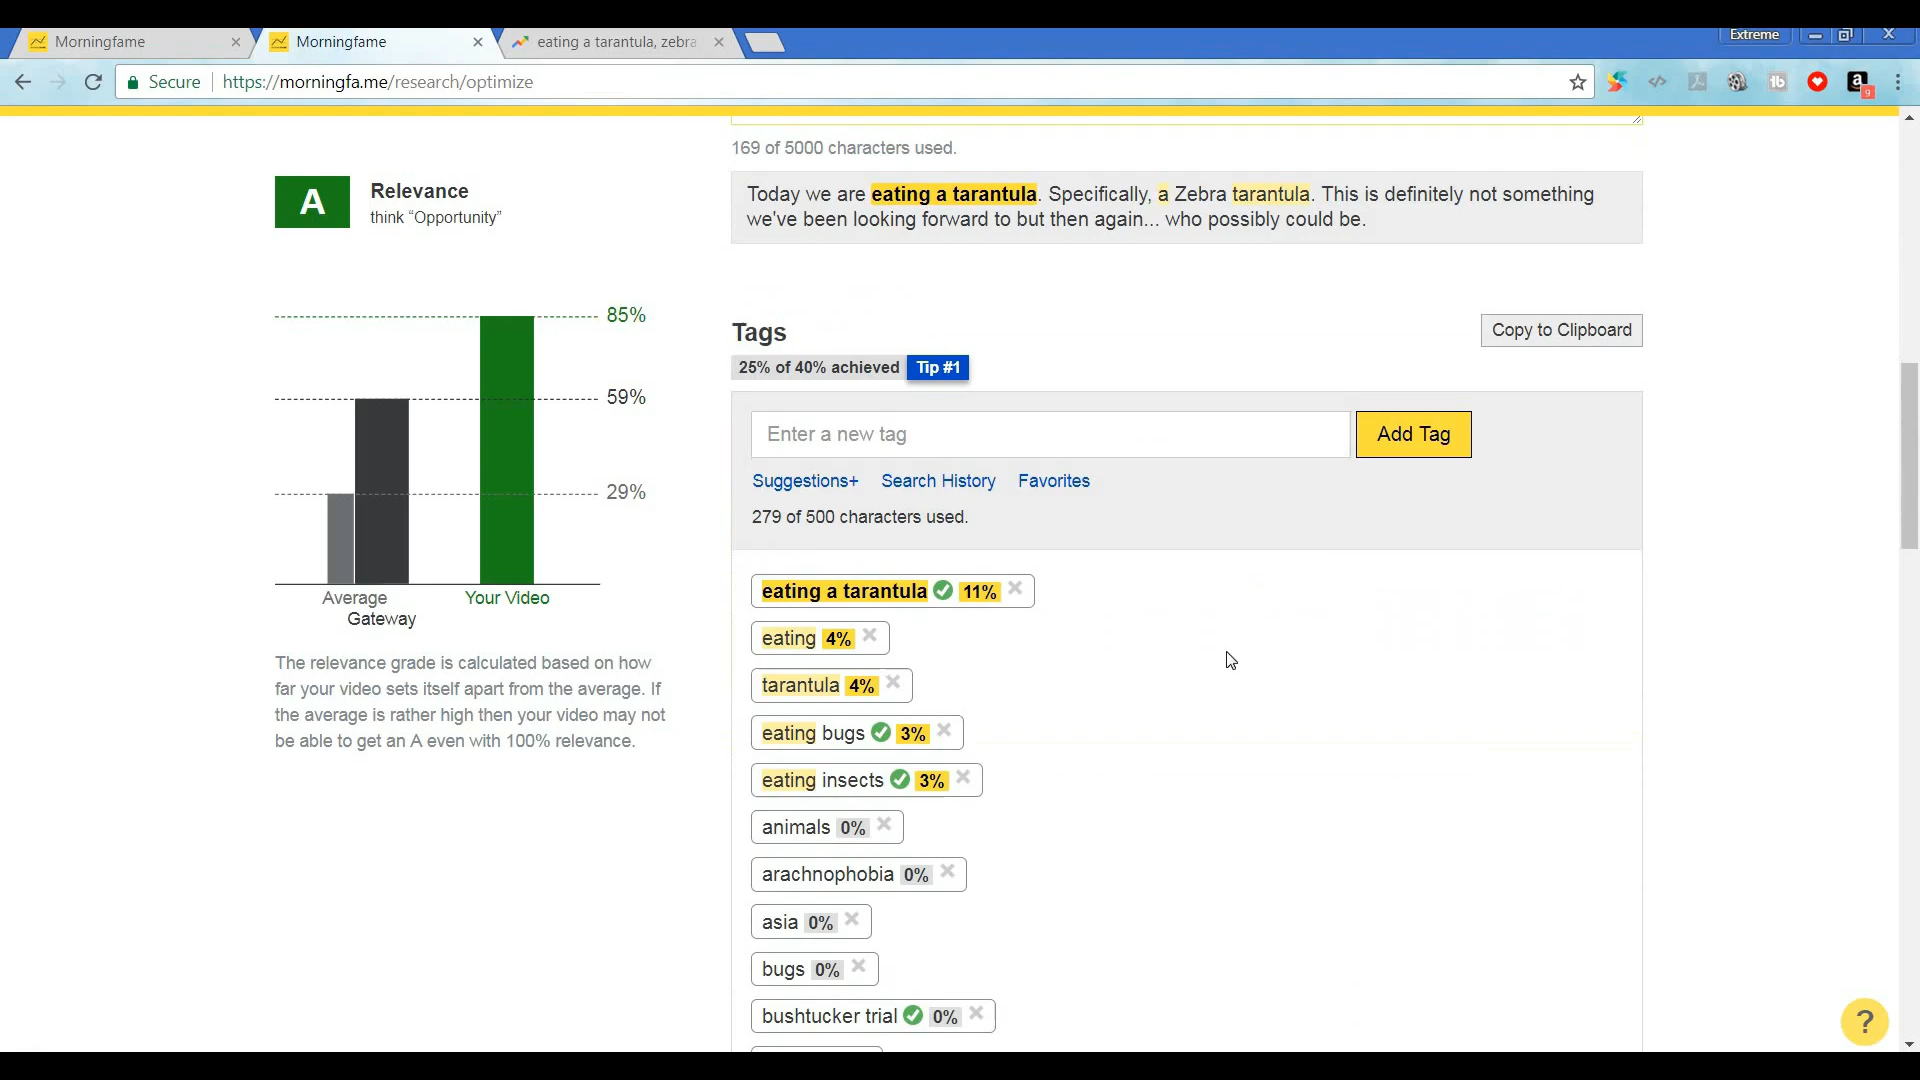 Morningfame
Morningfame
eating a tarantula, zebra
Extreme
Secure
https://morningfa.me/research/optimize
9
169 of 5000 characters used.
Today we are eating a tarantula. Specifically, a Zebra tarantula. This is definitely not something
we've been looking forward to but then again... who possibly could be.
A
Relevance
think “Opportunity”
85%
59%
29%
Average
Gateway
Your Video
The relevance grade is calculated based on how
far your video sets itself apart from the average. If
the average is rather high then your video may not
be able to get an A even with 100% relevance.
Tags
Copy to Clipboard
25% of 40% achieved
Tip #1
Enter a new tag
Add Tag
Suggestions+ Search History Favorites
279 of 500 characters used.
eating a tarantula 11%
eating 4%
tarantula 4%
eating bugs 3%
eating insects 3%
animals 0%
arachnophobia 0%
asia 0%
bugs 0%
bushtucker trial 0%
?